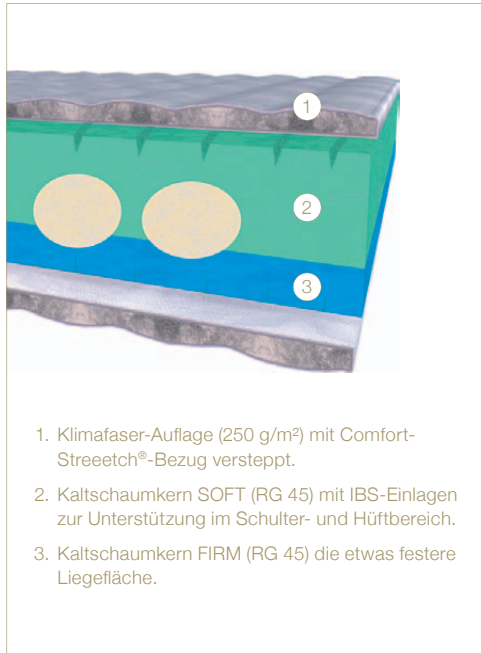 1
2
3
1. Klimafaser-Auflage (250 g/m²) mit Comfort-
Streeetch®-Bezug versteppt.
2. Kaltschaumkern SOFT (RG 45) mit IBS-Einlagen
zur Unterstützung im Schulter- und Hüftbereich.
3. Kaltschaumkern FIRM (RG 45) die etwas festere
Liegefläche.